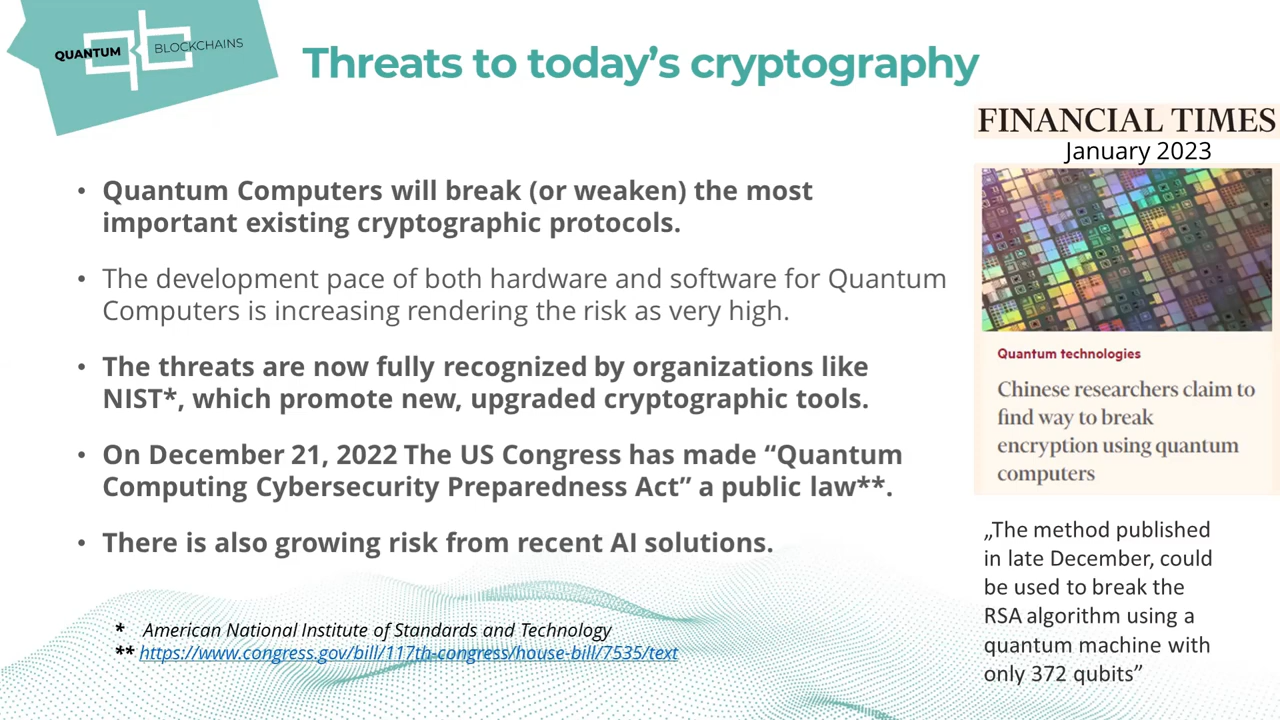 QUANTUM BLOCKCHAINS
Threats to today’s cryptography
• Quantum Computers will break (or weaken) the most
important existing cryptographic protocols.
• The development pace of both hardware and software for Quantum
Computers is increasing rendering the risk as very high.
• The threats are now fully recognized by organizations like
NIST*, which promote new, upgraded cryptographic tools.
• On December 21, 2022 The US Congress has made “Quantum
Computing Cybersecurity Preparedness Act” a public law**.
• There is also growing risk from recent AI solutions.
* American National Institute of Standards and Technology
** https://www.congress.gov/bill/117th-congress/house-bill/7535/text
FINANCIAL TIMES
January 2023
Quantum technologies
Chinese researchers claim to
find way to break
encryption using quantum
computers
„The method published
in late December, could
be used to break the
RSA algorithm using a
quantum machine with
only 372 qubits”